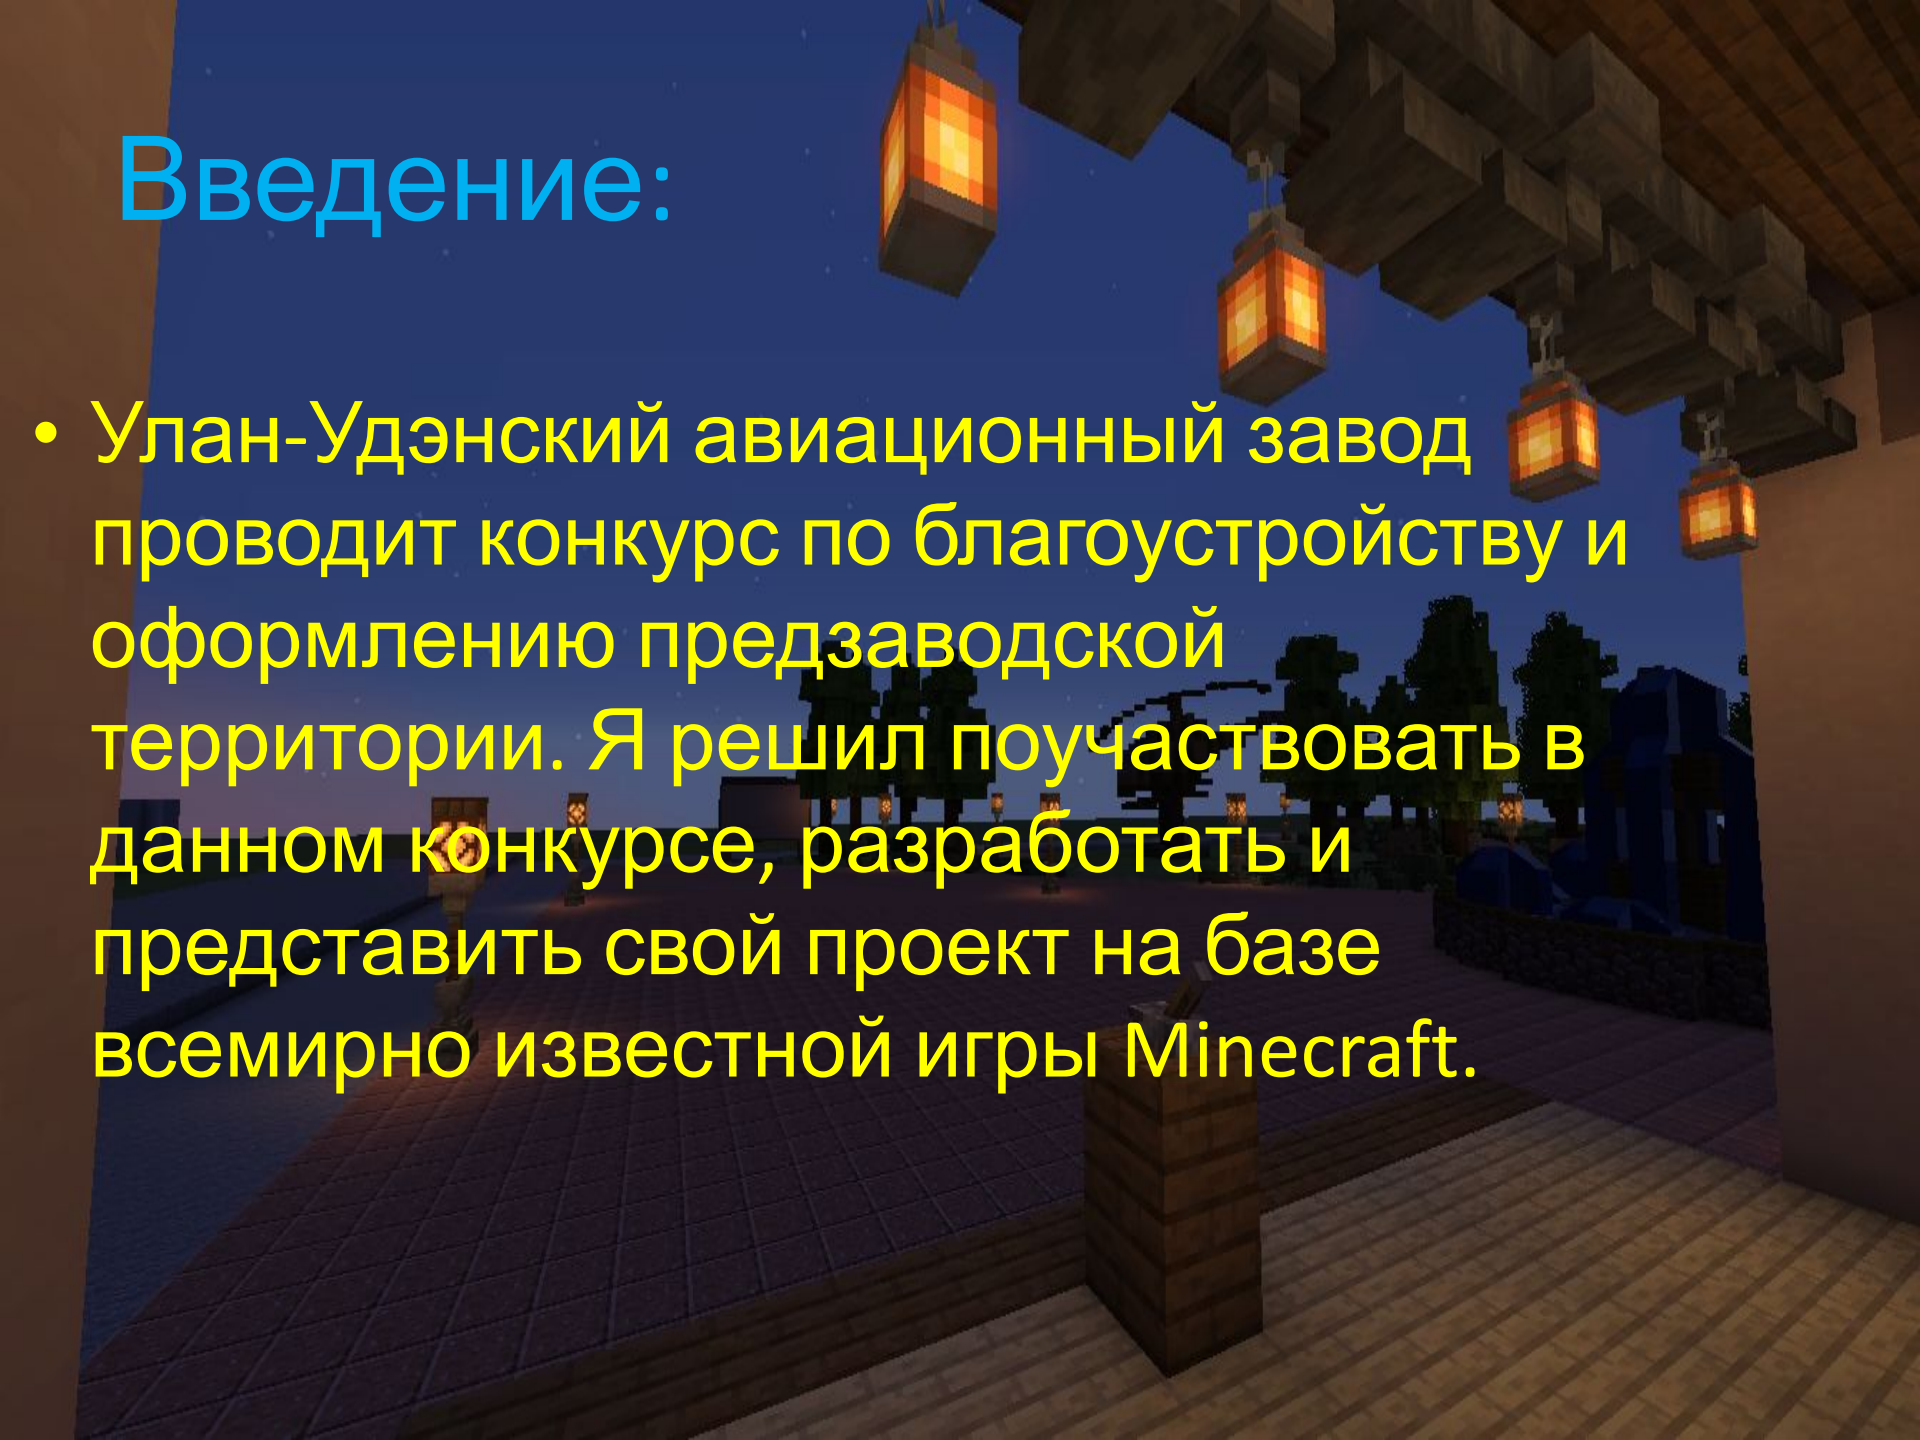 Введение:
• Улан-Удэнский авиационный завод
проводит конкурс по благоустройству и
оформлению предзаводской
территории. Я решил поучаствовать в
данном конкурсе, разработать и
представить свой проект на базе
всемирно известной игры Minecraft.